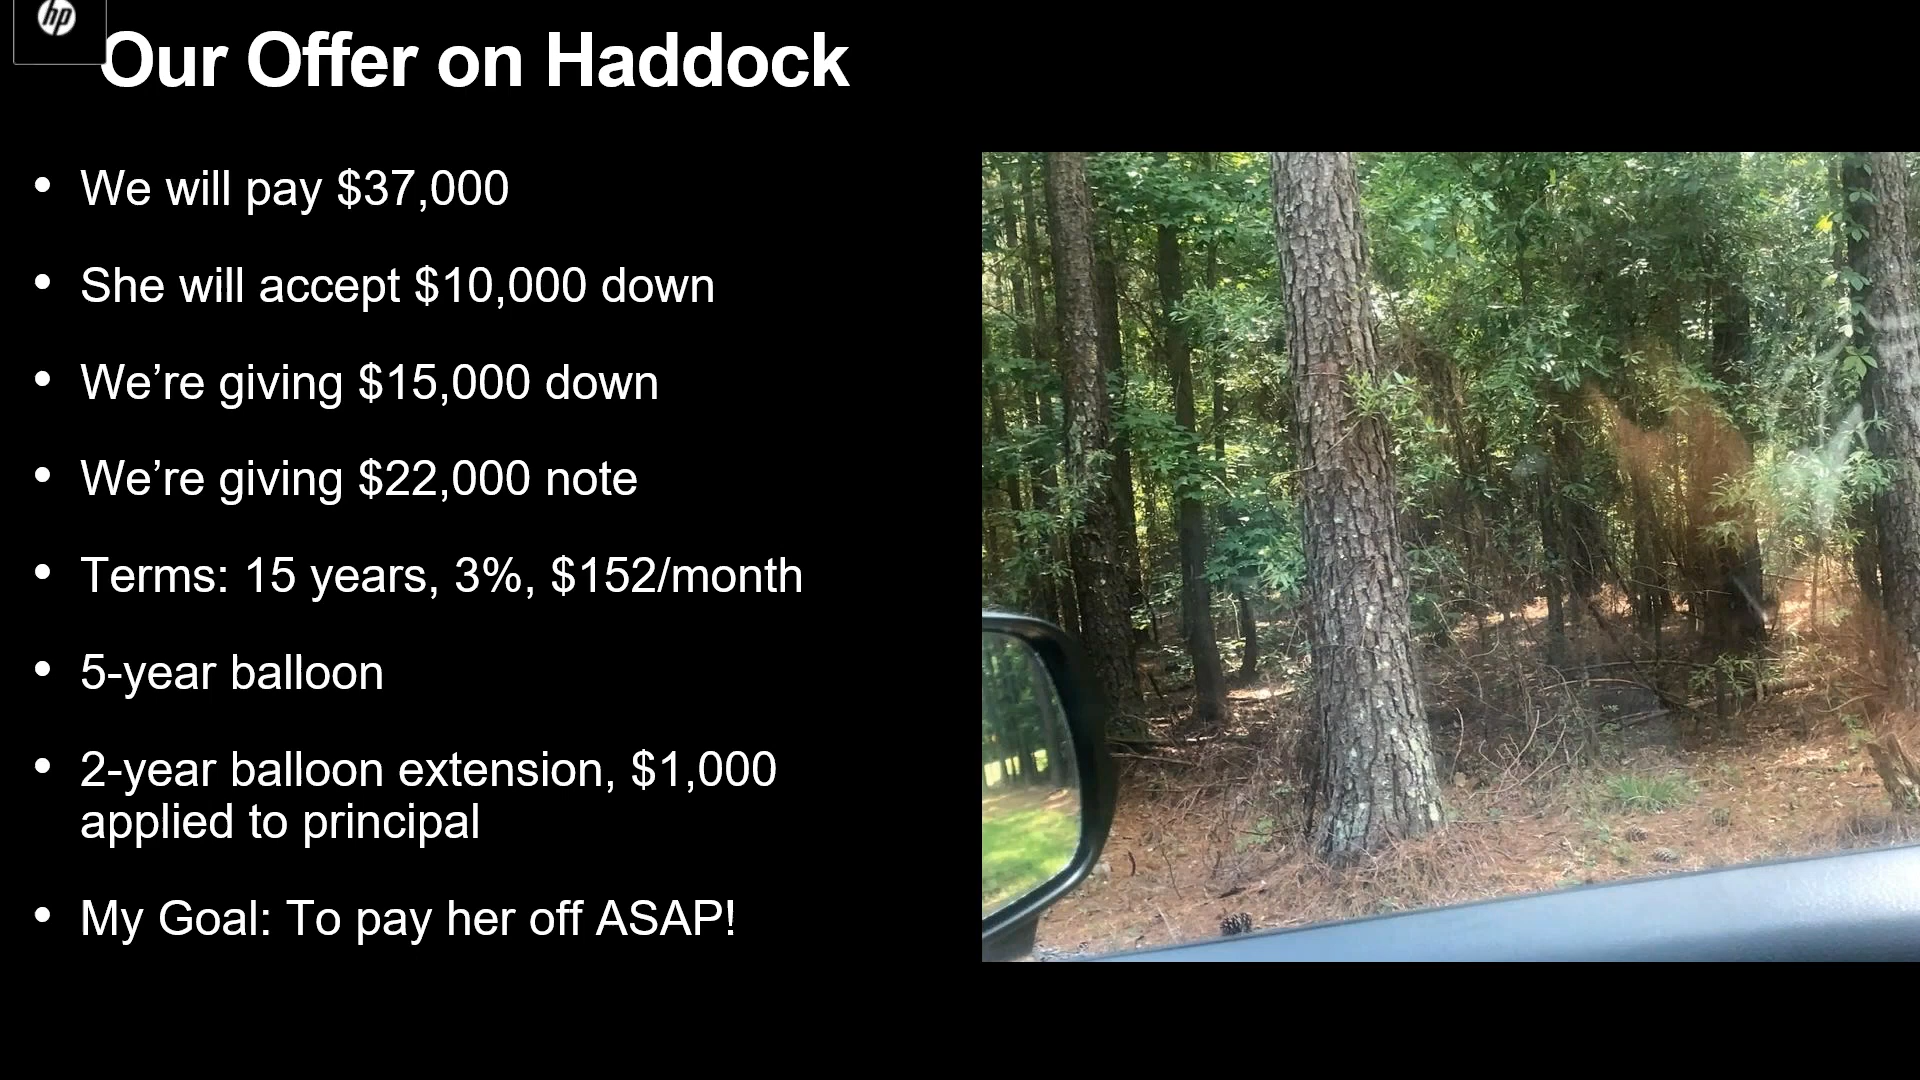 hp
Our Offer on Haddock
• We will pay $37,000
• She will accept $10,000 down
• We’re giving $15,000 down
• We’re giving $22,000 note
• Terms: 15 years, 3%, $152/month
• 5-year balloon
• 2-year balloon extension, $1,000
applied to principal
• My Goal: To pay her off ASAP!